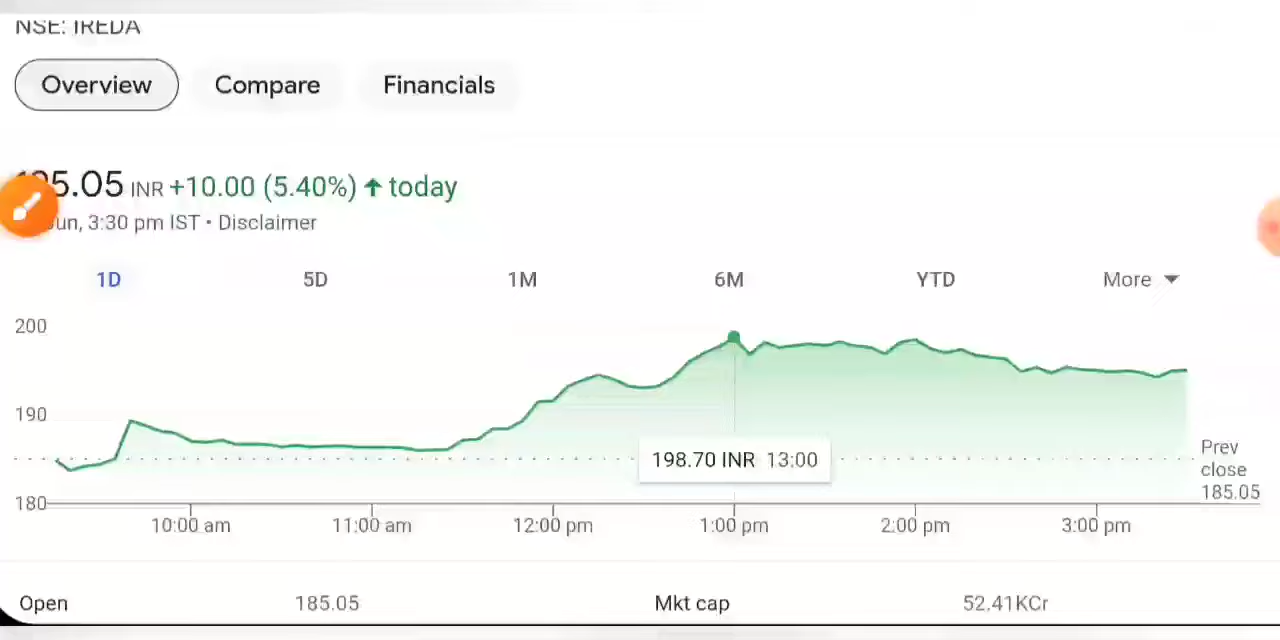 NSE: IREDA
Overview Compare Financials
5.05 INR +10.00 (5.40%) ↑ today
un, 3:30 pm IST • Disclaimer
1D 5D 1M 6M YTD More
200
190
180
198.70 INR 13:00
Prev
close
185.05
10:00 am 11:00 am 12:00 pm 1:00 pm 2:00 pm 3:00 pm
Open 185.05 Mkt cap 52.41KCr